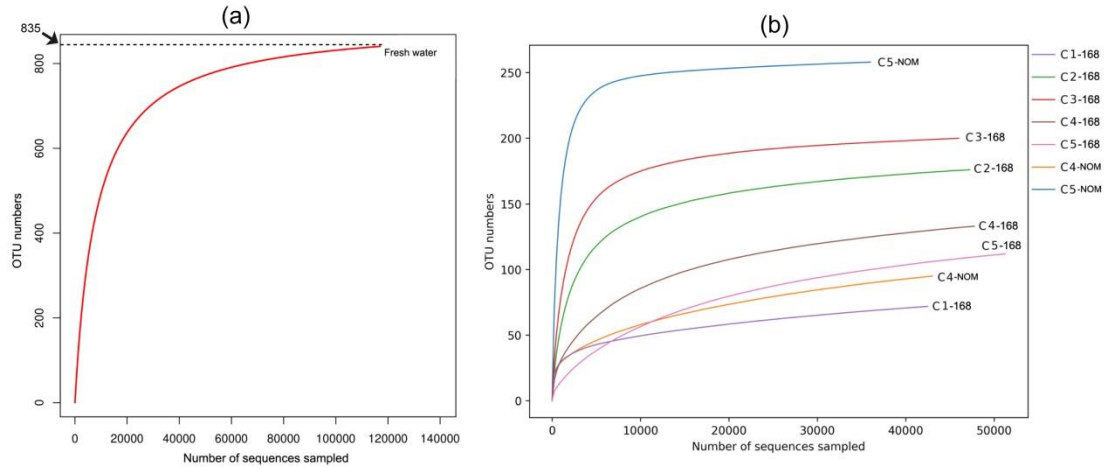 (a)
835
800
600
400
200
0
OTU numbers
Fresh water
0 20000 40000 60000 80000 100000 120000 140000
Number of sequences sampled
(b)
250
200
150
100
50
0
OTU numbers
C5-NOM
C3-168
C2-168
C4-168
C5-168
C4-NOM
C1-168
0 10000 20000 30000 40000 50000
Number of sequences sampled
C1-168
C2-168
C3-168
C4-168
C5-168
C4-NOM
C5-NOM